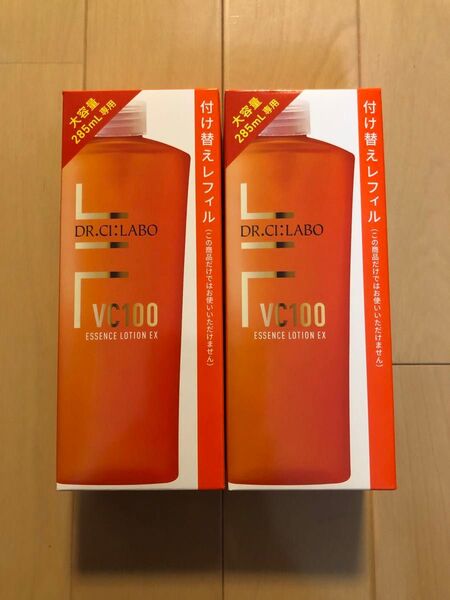 大容量
285mL専用
付け替えレフィル
(この商品だけではお使いいただけません)
DR.CI:LABO
VC100
ESSENCE LOTION EX
大容量
285mL専用
付け替えレフィル
(この商品だけではお使いいただけません)
DR.CI:LABO
VC100
ESSENCE LOTION EX